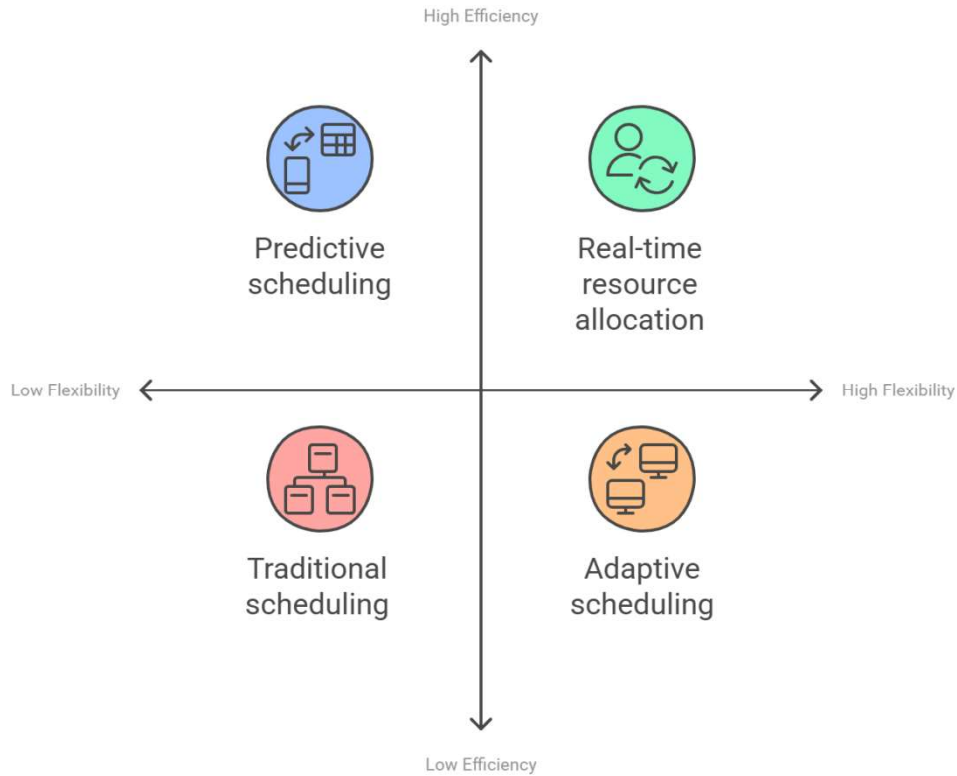 High Efficiency
Predictive
scheduling
Real-time
resource
allocation
Low Flexibility
High Flexibility
Traditional
scheduling
Adaptive
scheduling
Low Efficiency